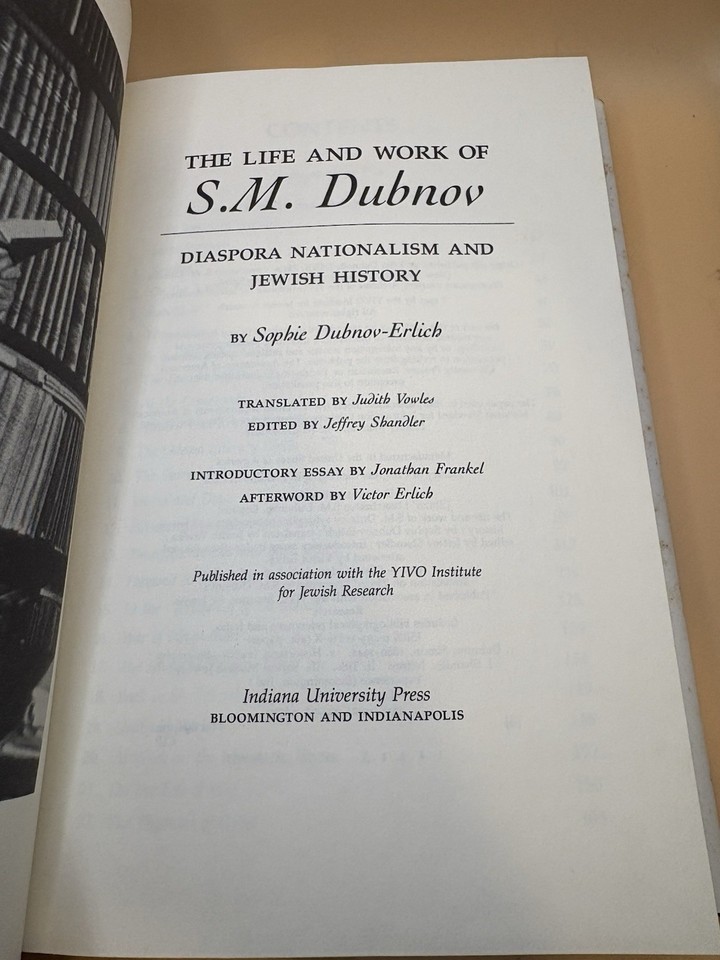 THE LIFE AND WORK OF
S.M. Dubnov
DIASPORA NATIONALISM AND
JEWISH HISTORY
BY Sophie Dubnov-Erlich
TRANSLATED BY Judith Vowles
EDITED BY Jeffrey Shandler
INTRODUCTORY ESSAY BY Jonathan Frankel
AFTERWORD BY Victor Erlich
Published in association with the YIVO Institute
for Jewish Research
Indiana University Press
BLOOMINGTON AND INDIANAPOLIS